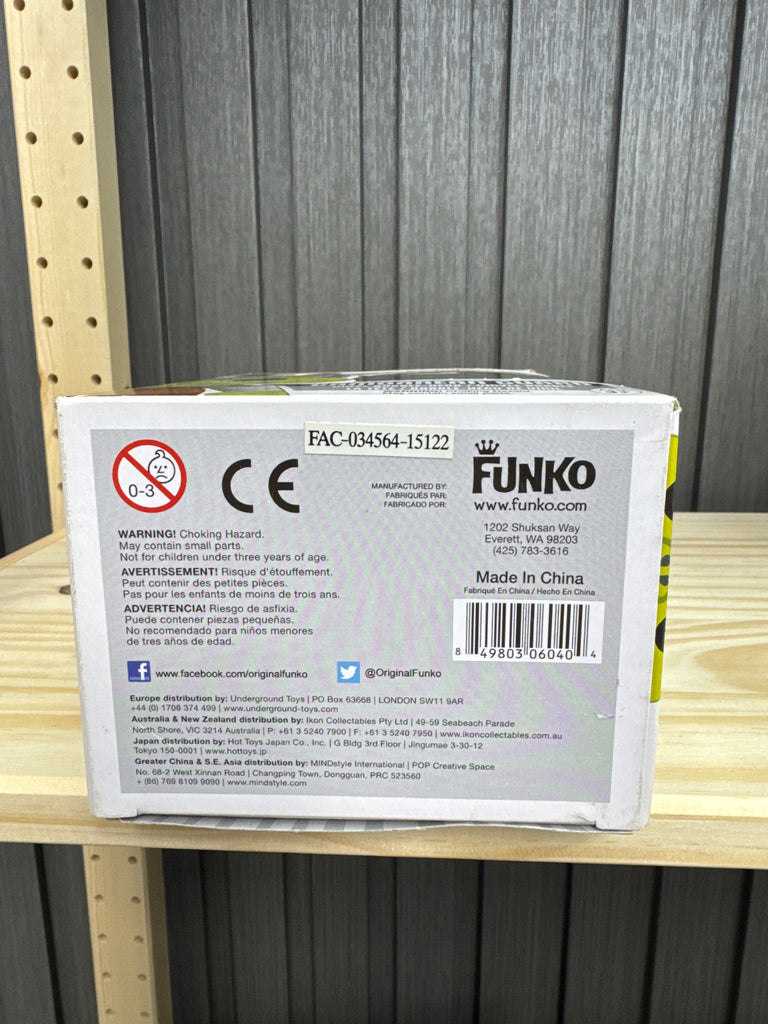 FAC-034564-15122
0-3
CE
MANUFACTURED BY:
FABRIQUÉS PAR:
FABRICADO POR:
FUNKO
www.funko.com
1202 Shuksan Way
Everett, WA 98203
(425) 783-3616
WARNING! Choking Hazard.
May contain small parts.
Not for children under three years of age.
AVERTISSEMENT! Risque d'étouffement.
Peut contenir des petites pièces.
Pas pour les enfants de moins de trois ans.
ADVERTENCIA! Riesgo de asfixia.
Puede contener piezas pequeñas.
No recomendado para niños menores
de tres años de edad.
Made In China
Fabriqué En China / Hecho En China
8 49803 06040 4
www.facebook.com/originalfunko
@OriginalFunko
Europe distribution by: Underground Toys | PO Box 63668 | LONDON SW11 9AR
+44 (0) 1708 374 499 | www.underground-toys.com
Australia & New Zealand distribution by: Ikon Collectables Pty Ltd | 49-59 Seabeach Parade
North Shore, VIC 3214 Australia | P: +61 3 5240 7900 | F: +61 3 5240 7950 | www.ikoncollectables.com.au
Japan distribution by: Hot Toys Japan Co., Inc. | G Bldg 3rd Floor | Jingumae 3-30-12
Tokyo 150-0001 | www.hottoys.jp
Greater China & S.E. Asia distribution by: MINDstyle International | POP Creative Space
No. 68-2 West Xinnan Road | Changping Town, Dongguan, PRC 523560
+ (86) 769 8109 9090 | www.mindstyle.com